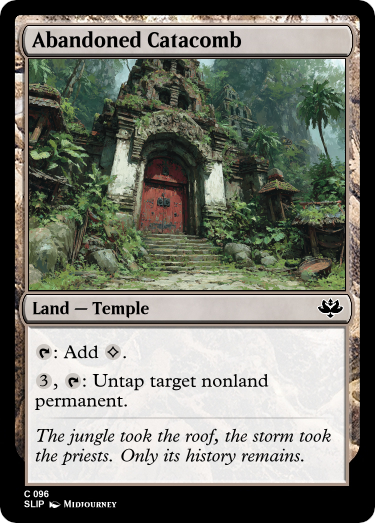 Abandoned Catacomb
Land — Temple
: Add .
3, : Untap target nonland
permanent.
The jungle took the roof, the storm took
the priests. Only its history remains.
C 096
SLIP Midjourney